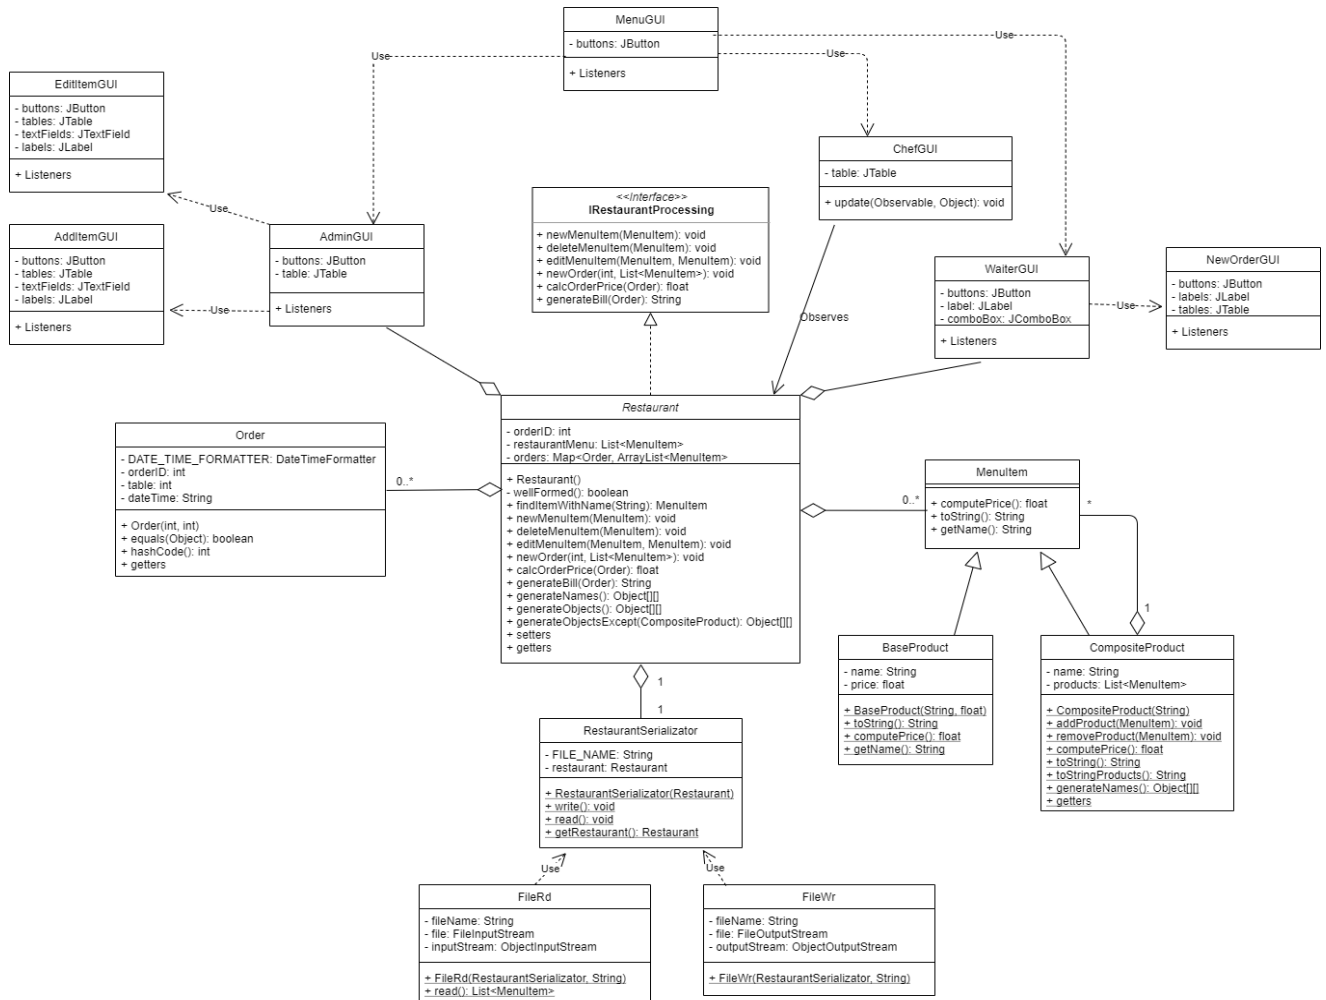 MenuGUI
- buttons: JButton
+ Listeners
Use
Use
Use
EditItemGUI
- buttons: JButton
- tables: JTable
- textFields: JTextField
- labels: JLabel
+ Listeners
Use
AddItemGUI
- buttons: JButton
- tables: JTable
- textFields: JTextField
- labels: JLabel
+ Listeners
Use
AdminGUI
- buttons: JButton
- table: JTable
+ Listeners
<<Interface>>
IRestaurantProcessing
+ newMenuItem(MenuItem): void
+ deleteMenuItem(MenuItem): void
+ editMenuItem(MenuItem, MenuItem): void
+ newOrder(int, List<MenuItem>): void
+ calcOrderPrice(Order): float
+ generateBill(Order): String
ChefGUI
- table: JTable
+ update(Observable, Object): void
Observes
WaiterGUI
- buttons: JButton
- label: JLabel
- comboBox: JComboBox
+ Listeners
Use
NewOrderGUI
- buttons: JButton
- labels: JLabel
- tables: JTable
+ Listeners
Order
- DATE_TIME_FORMATTER: DateTimeFormatter
- orderID: int
- table: int
- dateTime: String
+ Order(int, int)
+ equals(Object): boolean
+ hashCode(): int
+ getters
0..*
Restaurant
- orderID: int
- restaurantMenu: List<MenuItem>
- orders: Map<Order, ArrayList<MenuItem>
+ Restaurant()
- wellFormed(): boolean
+ findItemWithName(String): MenuItem
+ newMenuItem(MenuItem): void
+ deleteMenuItem(MenuItem): void
+ editMenuItem(MenuItem, MenuItem): void
+ newOrder(int, List<MenuItem>): void
+ calcOrderPrice(Order): float
+ generateBill(Order): String
+ generateNames(): Object[][]
+ generateObjects(): Object[][]
+ generateObjectsExcept(CompositeProduct): Object[][]
+ setters
+ getters
0..*
MenuItem
+ computePrice(): float
+ toString(): String
+ getName(): String
*
1
BaseProduct
- name: String
- price: float
+ BaseProduct(String, float)
+ toString(): String
+ computePrice(): float
+ getName(): String
CompositeProduct
- name: String
- products: List<MenuItem>
+ CompositeProduct(String)
+ addProduct(MenuItem): void
+ removeProduct(MenuItem): void
+ computePrice(): float
+ toString(): String
+ toStringProducts(): String
+ generateNames(): Object[][]
+ getters
1
1
RestaurantSerializator
- FILE_NAME: String
- restaurant: Restaurant
+ RestaurantSerializator(Restaurant)
+ write(): void
+ read(): void
+ getRestaurant(): Restaurant
Use
Use
FileRd
- fileName: String
- file: FileInputStream
- inputStream: ObjectInputStream
+ FileRd(RestaurantSerializator, String)
+ read(): List<MenuItem>
FileWr
- fileName: String
- file: FileOutputStream
- outputStream: ObjectOutputStream
+ FileWr(RestaurantSerializator, String)